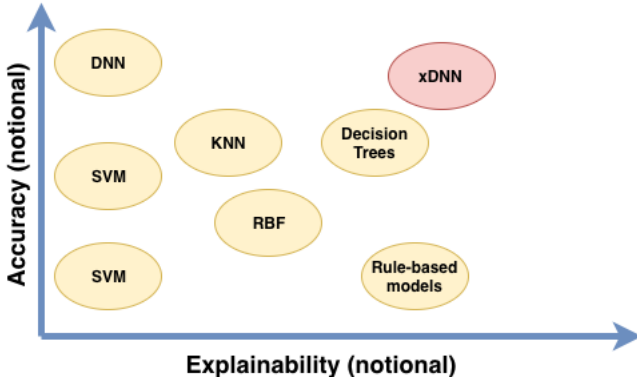 Accuracy (notional)
DNN
xDNN
KNN
Decision
Trees
SVM
RBF
SVM
Rule-based
models
Explainability (notional)